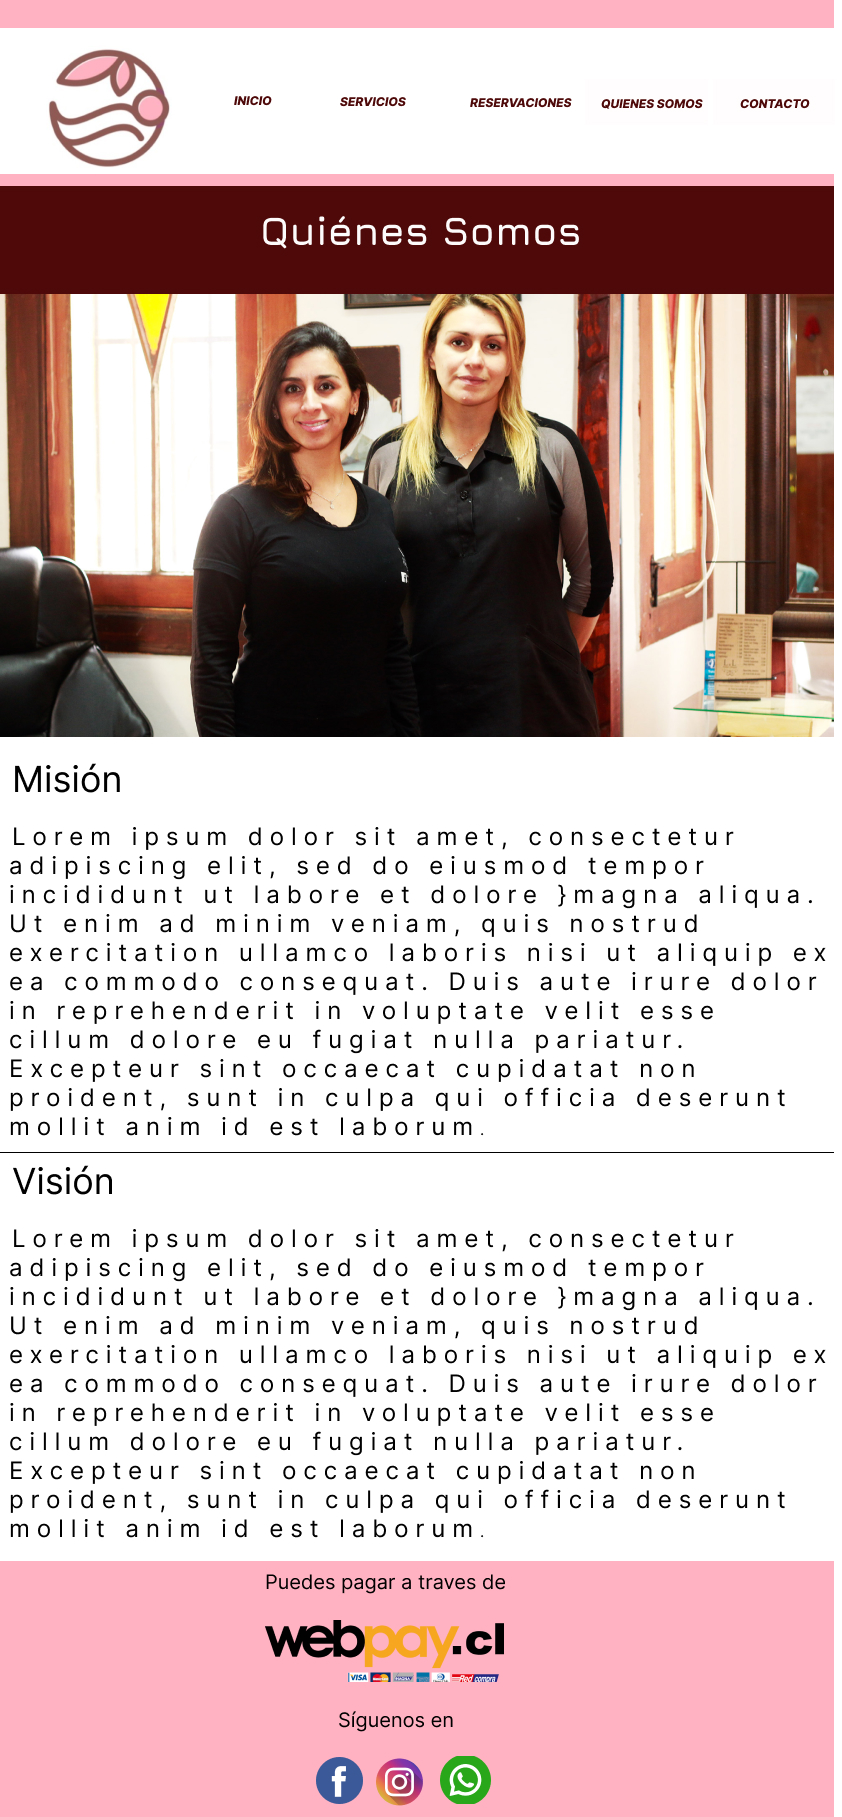 INICIO
SERVICIOS
RESERVACIONES
QUIENES SOMOS
CONTACTO
Quiénes Somos
Misión
Lorem ipsum dolor sit amet, consectetur
adipiscing elit, sed do eiusmod tempor
incididunt ut labore et dolore }magna aliqua.
Ut enim ad minim veniam, quis nostrud
exercitation ullamco laboris nisi ut aliquip ex
ea commodo consequat. Duis aute irure dolor
in reprehenderit in voluptate velit esse
cillum dolore eu fugiat nulla pariatur.
Excepteur sint occaecat cupidatat non
proident, sunt in culpa qui officia deserunt
mollit anim id est laborum.
Visión
Lorem ipsum dolor sit amet, consectetur
adipiscing elit, sed do eiusmod tempor
incididunt ut labore et dolore }magna aliqua.
Ut enim ad minim veniam, quis nostrud
exercitation ullamco laboris nisi ut aliquip ex
ea commodo consequat. Duis aute irure dolor
in reprehenderit in voluptate velit esse
cillum dolore eu fugiat nulla pariatur.
Excepteur sint occaecat cupidatat non
proident, sunt in culpa qui officia deserunt
mollit anim id est laborum.
Puedes pagar a traves de
webpay.cl
VISA Redcompra
Síguenos en